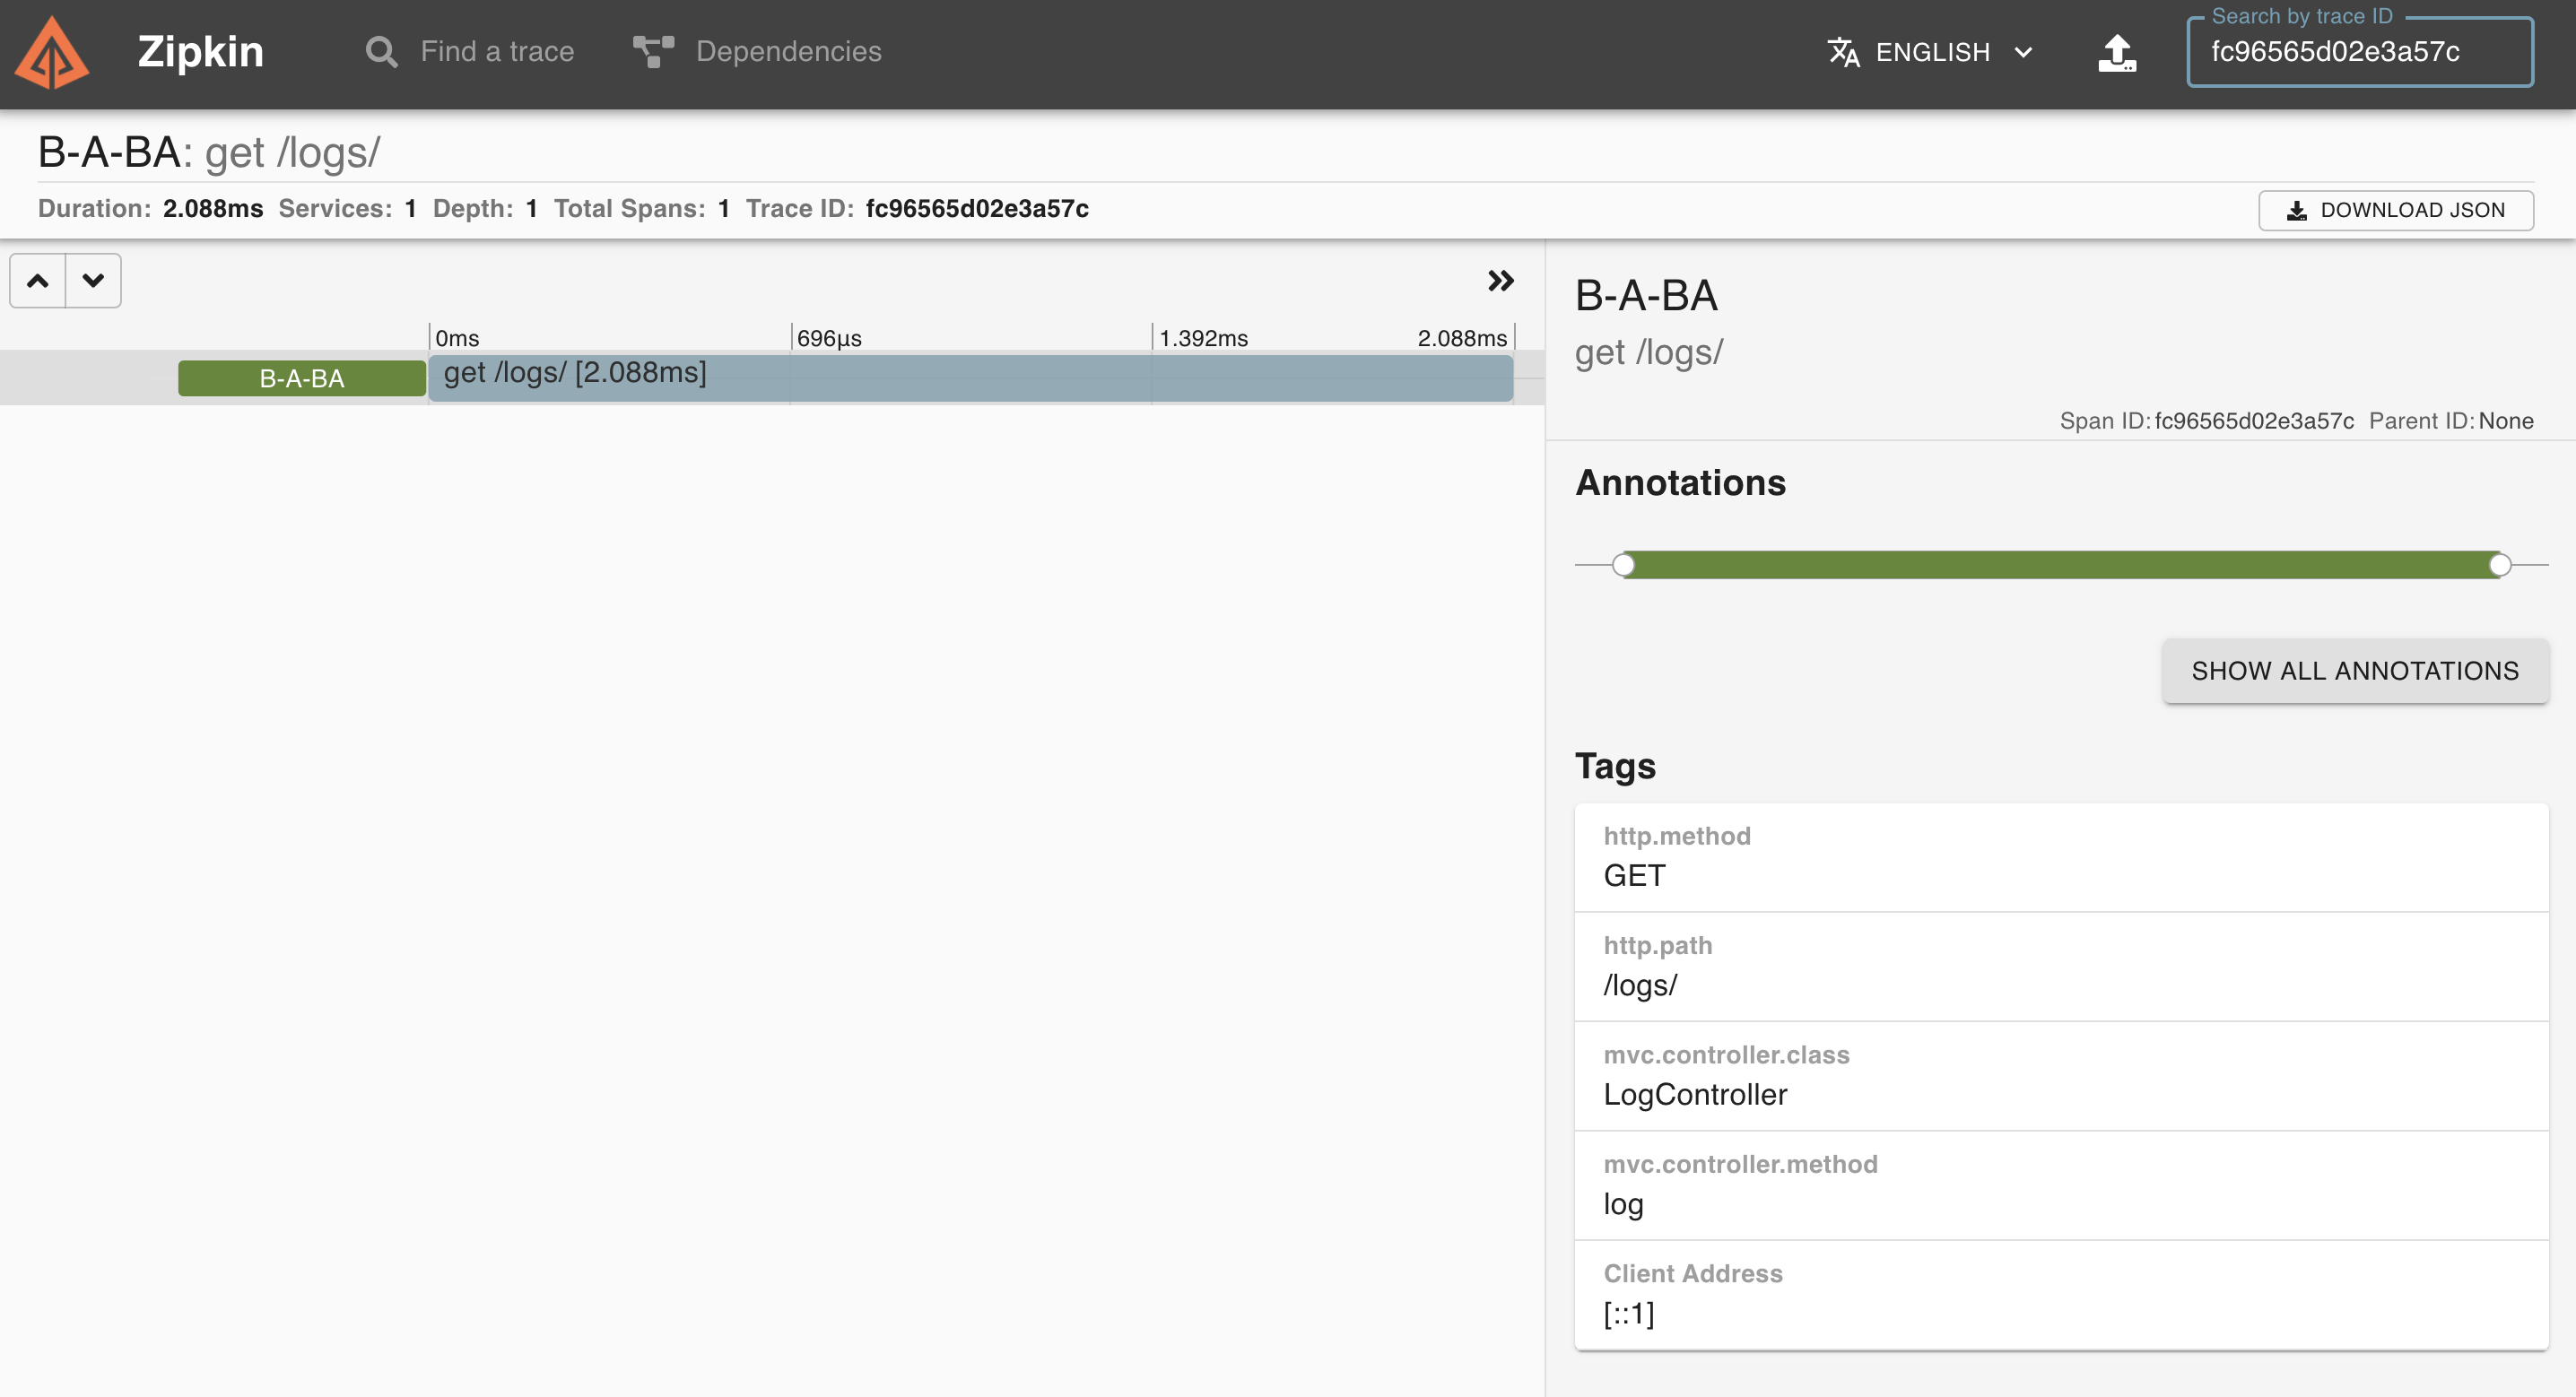 Zipkin
Find a trace
Dependencies
ENGLISH
Search by trace ID
fc96565d02e3a57c
B-A-BA: get /logs/
Duration: 2.088ms Services: 1 Depth: 1 Total Spans: 1 Trace ID: fc96565d02e3a57c
DOWNLOAD JSON
0ms
696μs
1.392ms
2.088ms
B-A-BA
get /logs/ [2.088ms]
B-A-BA
get /logs/
Span ID: fc96565d02e3a57c Parent ID: None
Annotations
SHOW ALL ANNOTATIONS
Tags
http.method
GET
http.path
/logs/
mvc.controller.class
LogController
mvc.controller.method
log
Client Address
[::1]